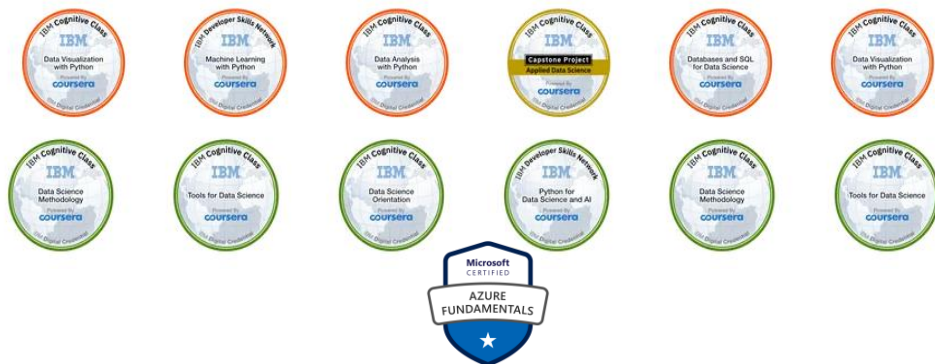 IBM Cognitive Class
IBM
Data Visualization
with Python
Powered By
coursera
IBM Digital Credential
IBM Developer Skills Network
IBM
Machine Learning
with Python
Powered By
coursera
IBM Digital Credential
IBM Cognitive Class
IBM
Data Analysis
with Python
Powered By
coursera
IBM Digital Credential
IBM Cognitive Class
IBM
Capstone Project
Applied Data Science
Powered By
coursera
IBM Digital Credential
IBM Cognitive Class
IBM
Databases and SQL
for Data Science
Powered By
coursera
IBM Digital Credential
IBM Cognitive Class
IBM
Data Visualization
with Python
Powered By
coursera
IBM Digital Credential
IBM Cognitive Class
IBM
Data Science
Methodology
Powered By
coursera
IBM Digital Credential
IBM Cognitive Class
IBM
Tools for Data Science
Powered By
coursera
IBM Digital Credential
IBM Cognitive Class
IBM
Data Science
Orientation
Powered By
coursera
IBM Digital Credential
IBM Developer Skills Network
IBM
Python for
Data Science and AI
Powered By
coursera
IBM Digital Credential
IBM Cognitive Class
IBM
Data Science
Methodology
Powered By
coursera
IBM Digital Credential
IBM Cognitive Class
IBM
Tools for Data Science
Powered By
coursera
IBM Digital Credential
Microsoft
CERTIFIED
AZURE
FUNDAMENTALS